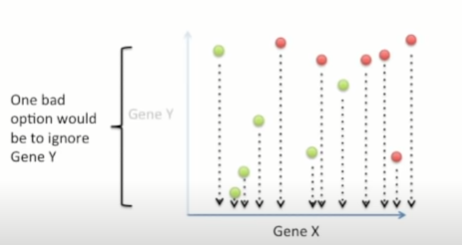 One bad
option would
be to ignore
Gene Y
Gene Y
Gene X